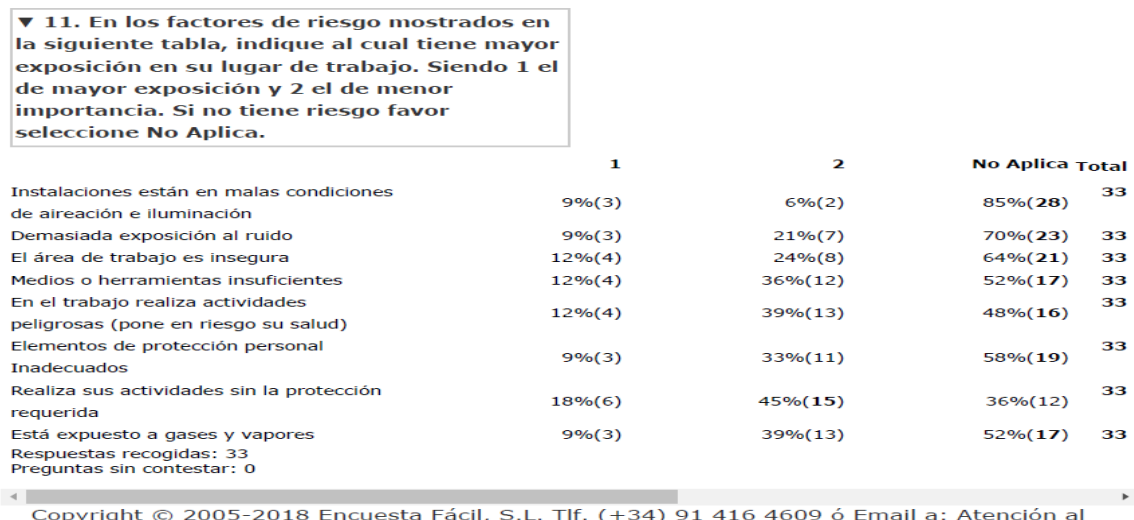 ▼ 11. En los factores de riesgo mostrados en
la siguiente tabla, indique al cual tiene mayor
exposición en su lugar de trabajo. Siendo 1 el
de mayor exposición y 2 el de menor
importancia. Si no tiene riesgo favor
seleccione No Aplica.
1 2 No Aplica Total
Instalaciones están en malas condiciones
de aireación e iluminación 9%(3) 6%(2) 85%(28) 33
Demasiada exposición al ruido 9%(3) 21%(7) 70%(23) 33
El área de trabajo es insegura 12%(4) 24%(8) 64%(21) 33
Medios o herramientas insuficientes 12%(4) 36%(12) 52%(17) 33
En el trabajo realiza actividades
peligrosas (pone en riesgo su salud) 12%(4) 39%(13) 48%(16) 33
Elementos de protección personal
Inadecuados 9%(3) 33%(11) 58%(19) 33
Realiza sus actividades sin la protección
requerida 18%(6) 45%(15) 36%(12) 33
Está expuesto a gases y vapores 9%(3) 39%(13) 52%(17) 33
Respuestas recogidas: 33
Preguntas sin contestar: 0
Copyright © 2005-2018 Encuesta Fácil, S.L. Tlf. (+34) 91 416 4609 ó Email a: Atención al